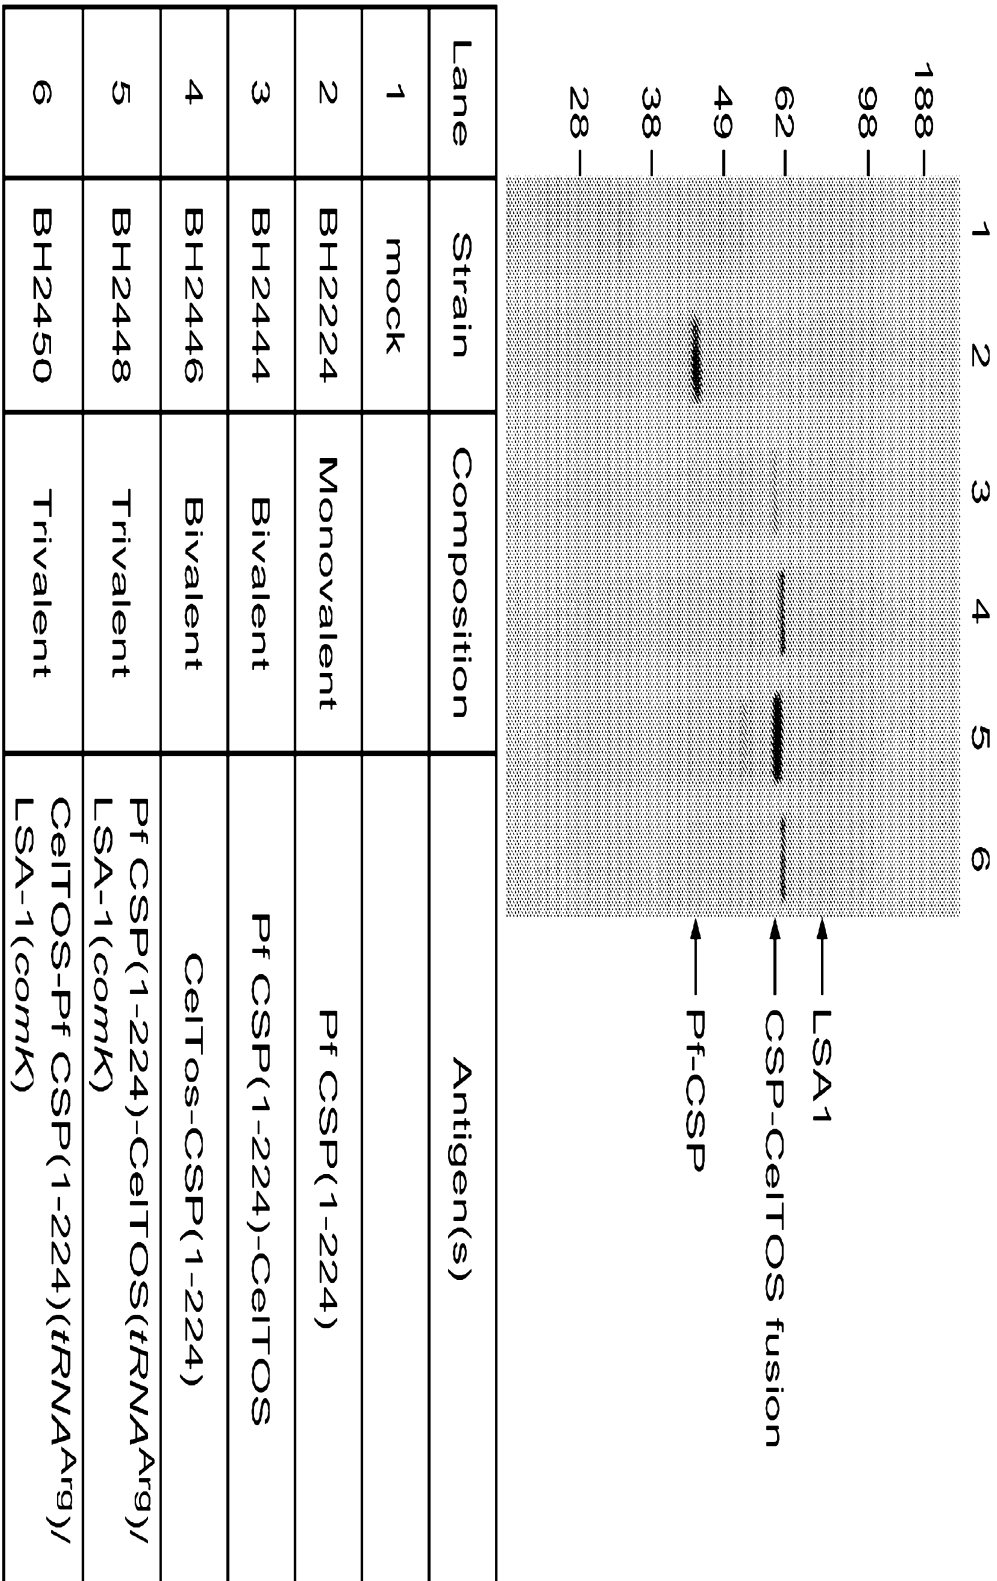 1 2 3 4 5 6
188
98
62
49
38
28
LSA1
CSP-CelTOS fusion
Pf-CSP
Lane Strain Composition Antigen(s)
1 mock
2 BH2224 Monovalent Pf CSP(1-224)
3 BH2444 Bivalent Pf CSP(1-224)-CelTOS
4 BH2446 Bivalent CelTos-CSP(1-224)
5 BH2448 Trivalent Pf CSP(1-224)-CelTOS(tRNAArg)/
LSA-1(comK)
6 BH2450 Trivalent CelTOS-Pf CSP(1-224)(tRNAArg)/
LSA-1(comK)